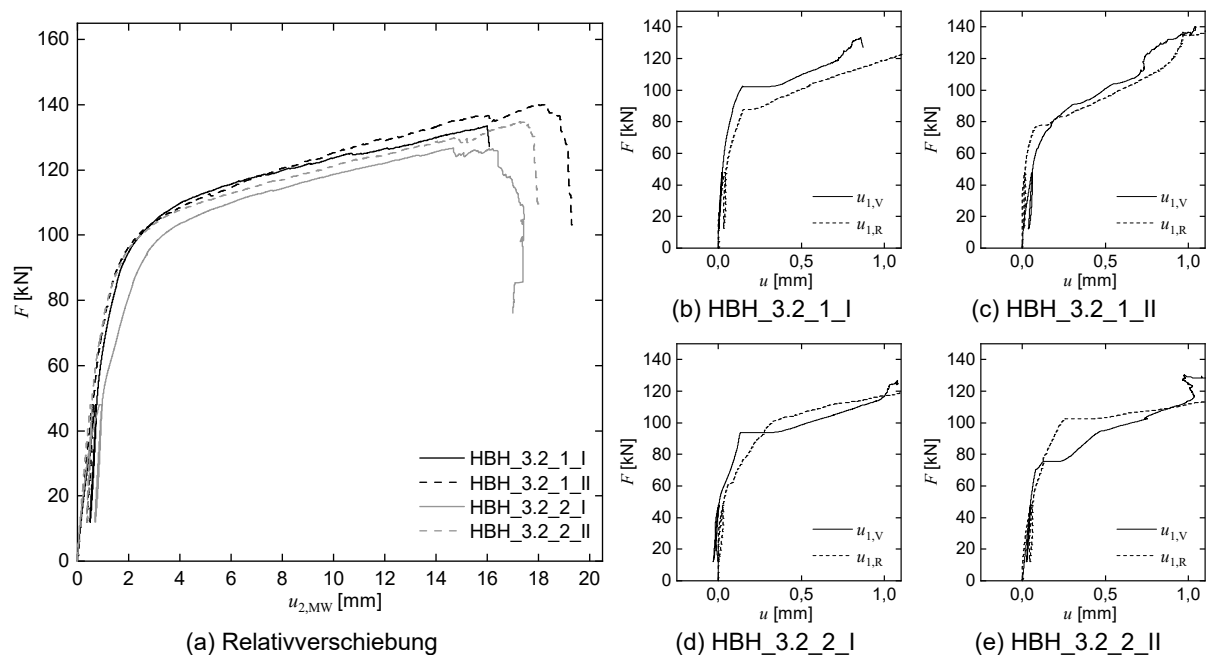 160
140
120
100
80
60
40
20
0
F [kN]
0 2 4 6 8 10 12 14 16 18 20
u2,MW [mm]
HBH_3.2_1_I
HBH_3.2_1_II
HBH_3.2_2_I
HBH_3.2_2_II
(a) Relativverschiebung
140
120
100
80
60
40
20
0
F [kN]
u1,V
u1,R
0,0 0,5 1,0
u [mm]
(b) HBH_3.2_1_I
140
120
100
80
60
40
20
0
F [kN]
u1,V
u1,R
0,0 0,5 1,0
u [mm]
(c) HBH_3.2_1_II
140
120
100
80
60
40
20
0
F [kN]
u1,V
u1,R
0,0 0,5 1,0
u [mm]
(d) HBH_3.2_2_I
140
120
100
80
60
40
20
0
F [kN]
u1,V
u1,R
0,0 0,5 1,0
u [mm]
(e) HBH_3.2_2_II